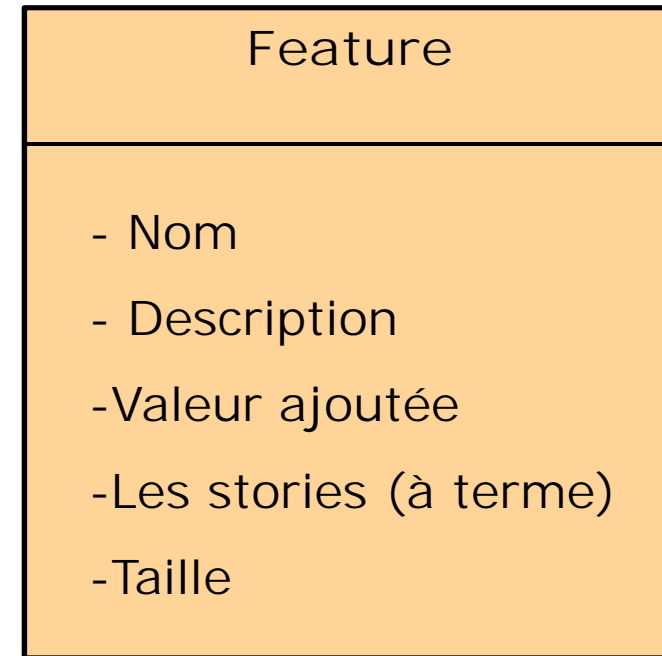 Feature
- Nom
- Description
-Valeur ajoutée
-Les stories (à terme)
-Taille